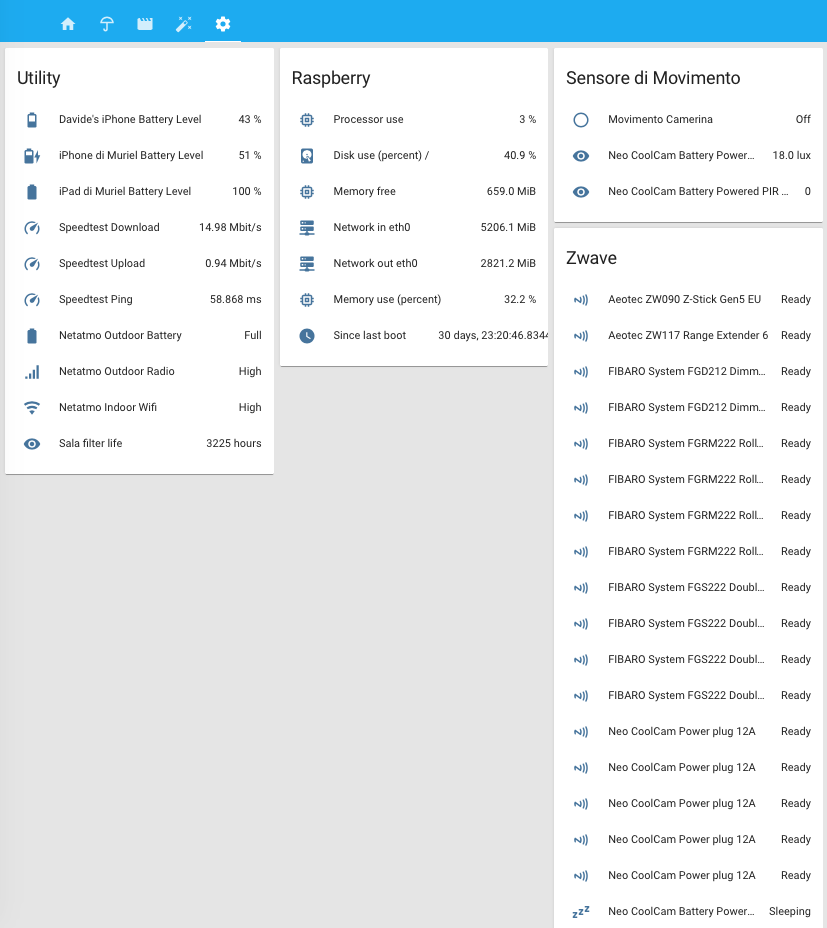 Utility
Davide's iPhone Battery Level 43 %
iPhone di Muriel Battery Level 51 %
iPad di Muriel Battery Level 100 %
Speedtest Download 14.98 Mbit/s
Speedtest Upload 0.94 Mbit/s
Speedtest Ping 58.868 ms
Netatmo Outdoor Battery Full
Netatmo Outdoor Radio High
Netatmo Indoor Wifi High
Sala filter life 3225 hours
Raspberry
Processor use 3 %
Disk use (percent) / 40.9 %
Memory free 659.0 MiB
Network in eth0 5206.1 MiB
Network out eth0 2821.2 MiB
Memory use (percent) 32.2 %
Since last boot 30 days, 23:20:46.8344
Sensore di Movimento
Movimento Camerina Off
Neo CoolCam Battery Power... 18.0 lux
Neo CoolCam Battery Powered PIR ... 0
Zwave
Aeotec ZW090 Z-Stick Gen5 EU Ready
Aeotec ZW117 Range Extender 6 Ready
FIBARO System FGD212 Dimm... Ready
FIBARO System FGD212 Dimm... Ready
FIBARO System FGRM222 Roll... Ready
FIBARO System FGRM222 Roll... Ready
FIBARO System FGRM222 Roll... Ready
FIBARO System FGRM222 Roll... Ready
FIBARO System FGS222 Doubl... Ready
FIBARO System FGS222 Doubl... Ready
FIBARO System FGS222 Doubl... Ready
FIBARO System FGS222 Doubl... Ready
Neo CoolCam Power plug 12A Ready
Neo CoolCam Power plug 12A Ready
Neo CoolCam Power plug 12A Ready
Neo CoolCam Power plug 12A Ready
Neo CoolCam Power plug 12A Ready
Neo CoolCam Battery Power... Sleeping